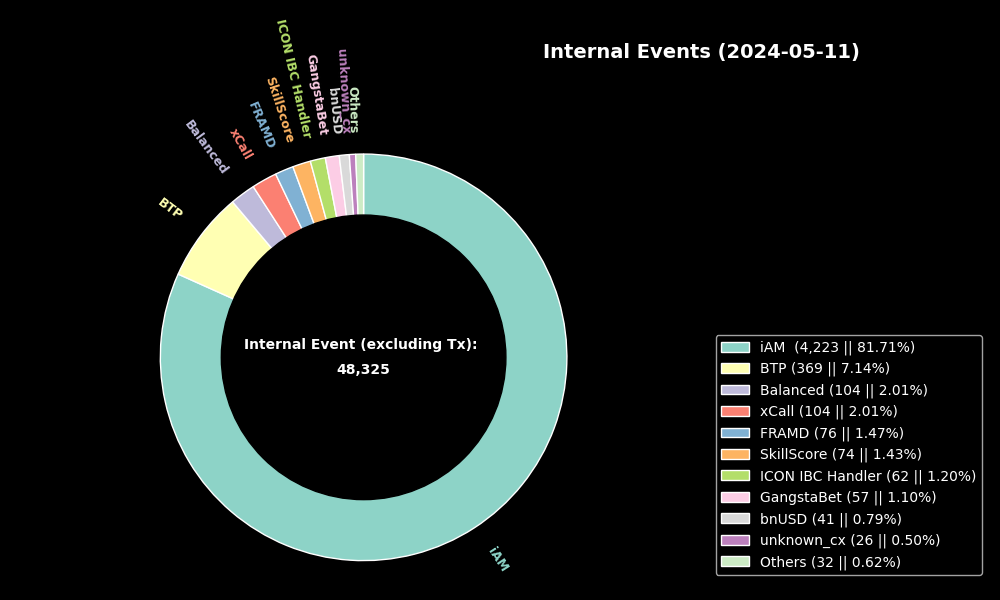 Internal Events (2024-05-11)
ICON IBC Handler
unknown_cx
GangstaBet
SkillScore
Others
bnUSD
FRAMD
Balanced
xCall
BTP
Internal Event (excluding Tx):
48,325
iAM
iAM  (4,223 || 81.71%)
BTP (369 || 7.14%)
Balanced (104 || 2.01%)
xCall (104 || 2.01%)
FRAMD (76 || 1.47%)
SkillScore (74 || 1.43%)
ICON IBC Handler (62 || 1.20%)
GangstaBet (57 || 1.10%)
bnUSD (41 || 0.79%)
unknown_cx (26 || 0.50%)
Others (32 || 0.62%)